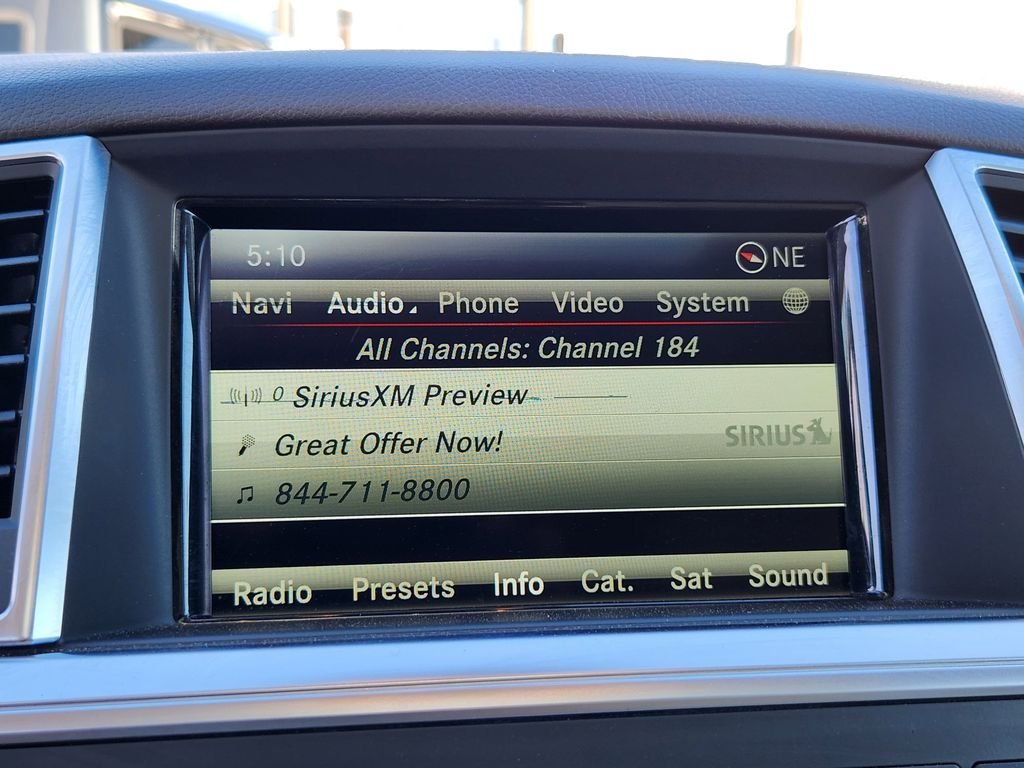 5:10 NE
Navi Audio Phone Video System
All Channels: Channel 184
0 SiriusXM Preview
Great Offer Now!
SIRIUS
844-711-8800
Radio Presets Info Cat. Sat Sound